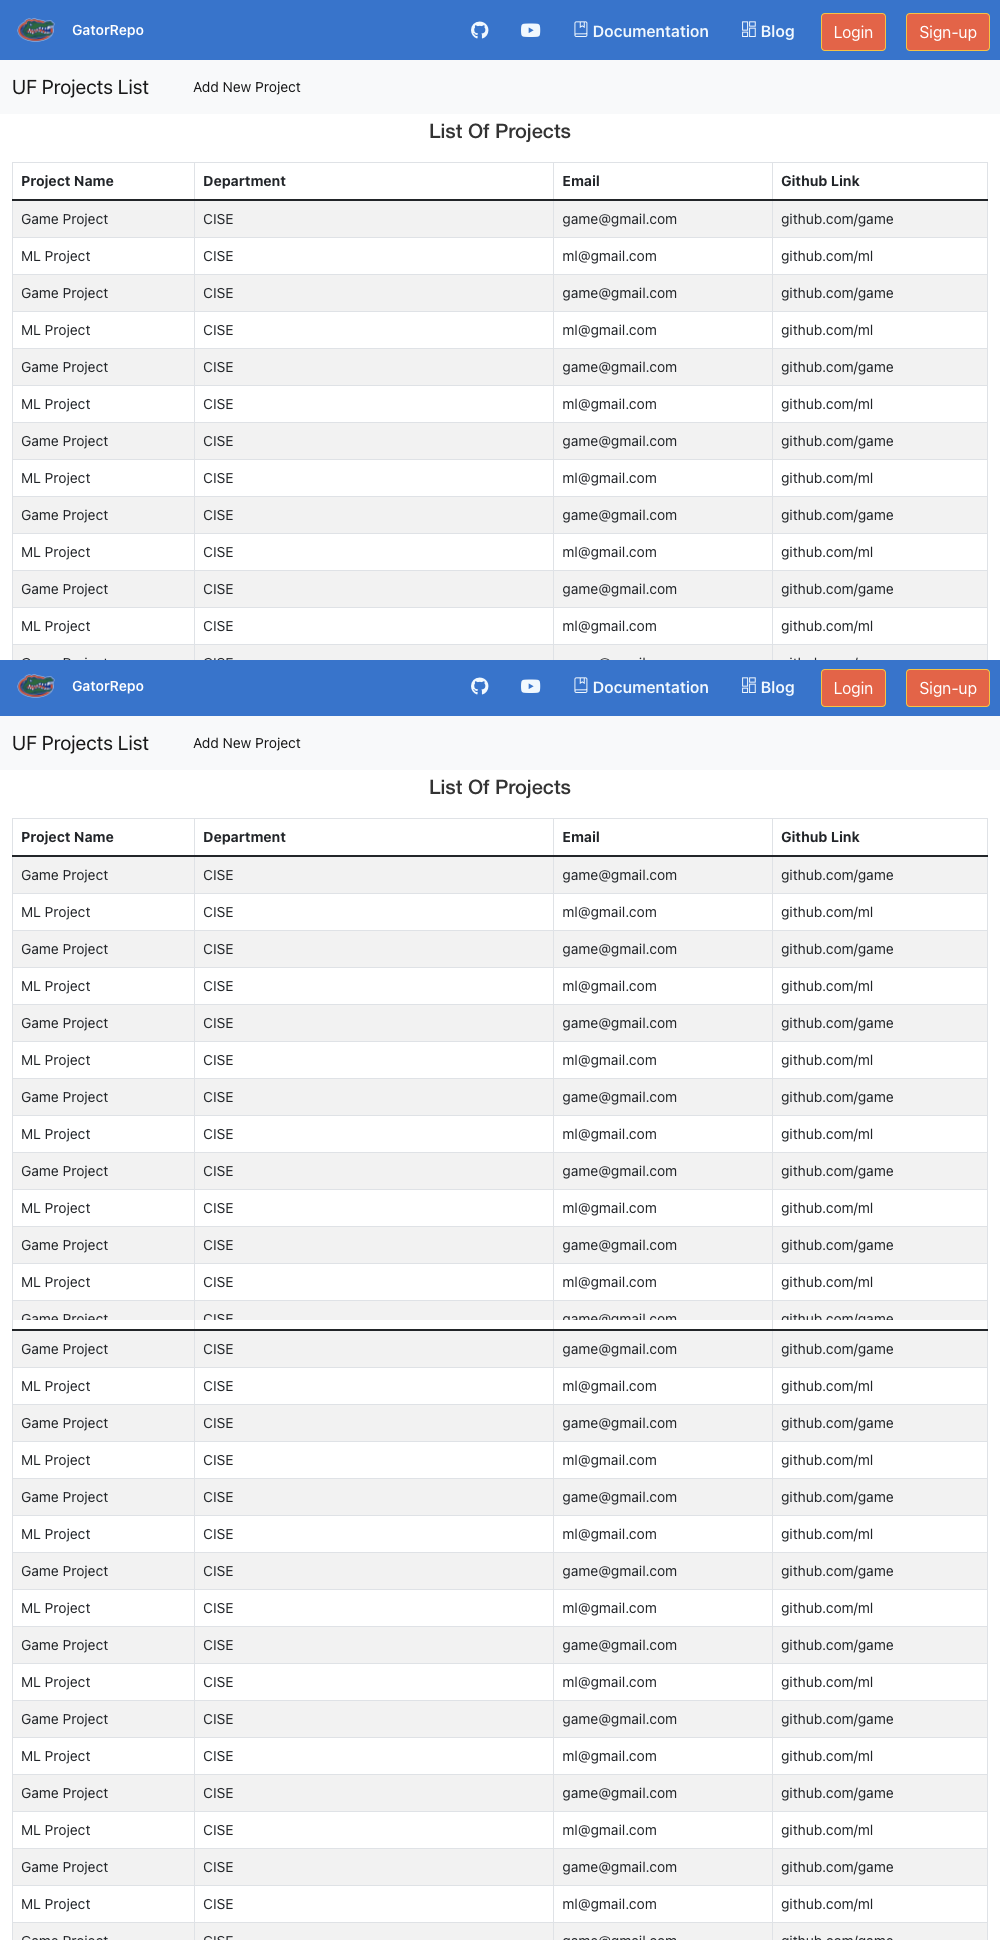 GatorRepo Documentation Blog Login Sign-up
UF Projects List Add New Project
List Of Projects
Project Name Department Email Github Link
Game Project CISE game@gmail.com github.com/game
ML Project CISE ml@gmail.com github.com/ml
Game Project CISE game@gmail.com github.com/game
ML Project CISE ml@gmail.com github.com/ml
Game Project CISE game@gmail.com github.com/game
ML Project CISE ml@gmail.com github.com/ml
Game Project CISE game@gmail.com github.com/game
ML Project CISE ml@gmail.com github.com/ml
Game Project CISE game@gmail.com github.com/game
ML Project CISE ml@gmail.com github.com/ml
Game Project CISE game@gmail.com github.com/game
ML Project CISE ml@gmail.com github.com/ml
GatorRepo Documentation Blog Login Sign-up
UF Projects List Add New Project
List Of Projects
Project Name Department Email Github Link
Game Project CISE game@gmail.com github.com/game
ML Project CISE ml@gmail.com github.com/ml
Game Project CISE game@gmail.com github.com/game
ML Project CISE ml@gmail.com github.com/ml
Game Project CISE game@gmail.com github.com/game
ML Project CISE ml@gmail.com github.com/ml
Game Project CISE game@gmail.com github.com/game
ML Project CISE ml@gmail.com github.com/ml
Game Project CISE game@gmail.com github.com/game
ML Project CISE ml@gmail.com github.com/ml
Game Project CISE game@gmail.com github.com/game
ML Project CISE ml@gmail.com github.com/ml
Game Project CISE game@gmail.com github.com/game
Game Project CISE game@gmail.com github.com/game
ML Project CISE ml@gmail.com github.com/ml
Game Project CISE game@gmail.com github.com/game
ML Project CISE ml@gmail.com github.com/ml
Game Project CISE game@gmail.com github.com/game
ML Project CISE ml@gmail.com github.com/ml
Game Project CISE game@gmail.com github.com/game
ML Project CISE ml@gmail.com github.com/ml
Game Project CISE game@gmail.com github.com/game
ML Project CISE ml@gmail.com github.com/ml
Game Project CISE game@gmail.com github.com/game
ML Project CISE ml@gmail.com github.com/ml
Game Project CISE game@gmail.com github.com/game
ML Project CISE ml@gmail.com github.com/ml
Game Project CISE game@gmail.com github.com/game
ML Project CISE ml@gmail.com github.com/ml